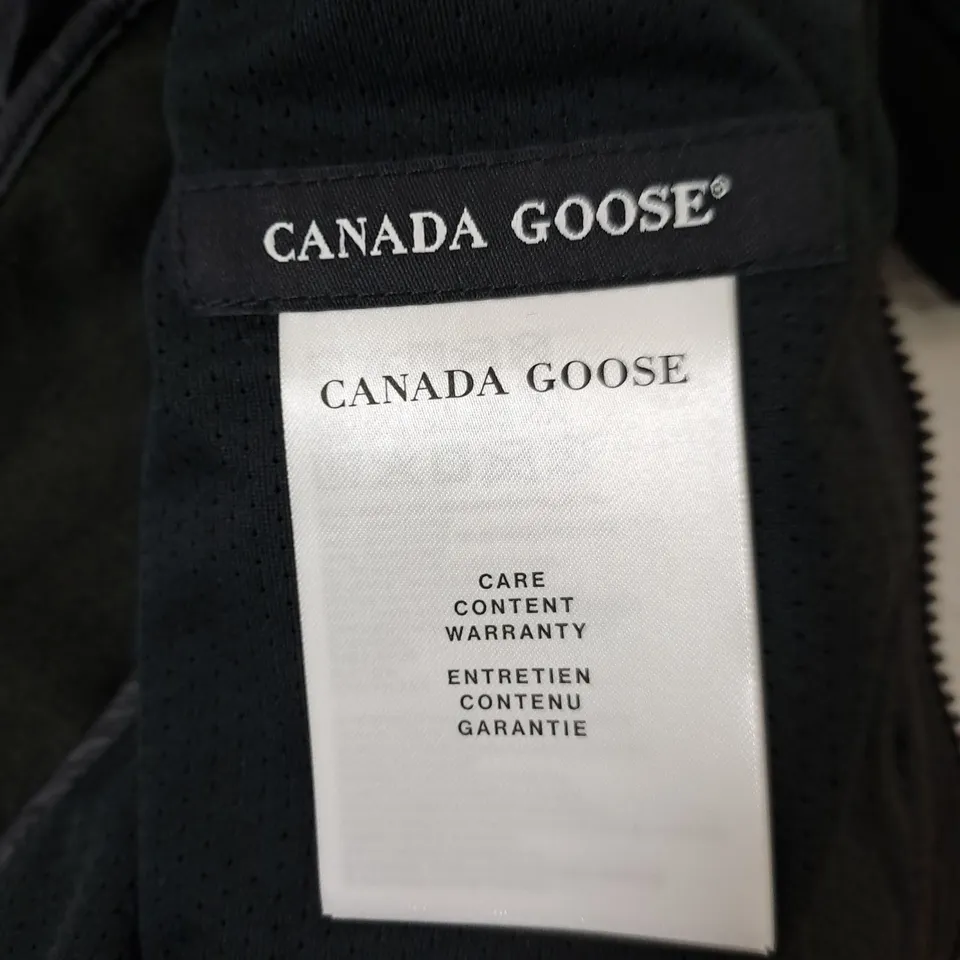 CANADA GOOSE®
CANADA GOOSE
CARE
CONTENT
WARRANTY
ENTRETIEN
CONTENU
GARANTIE